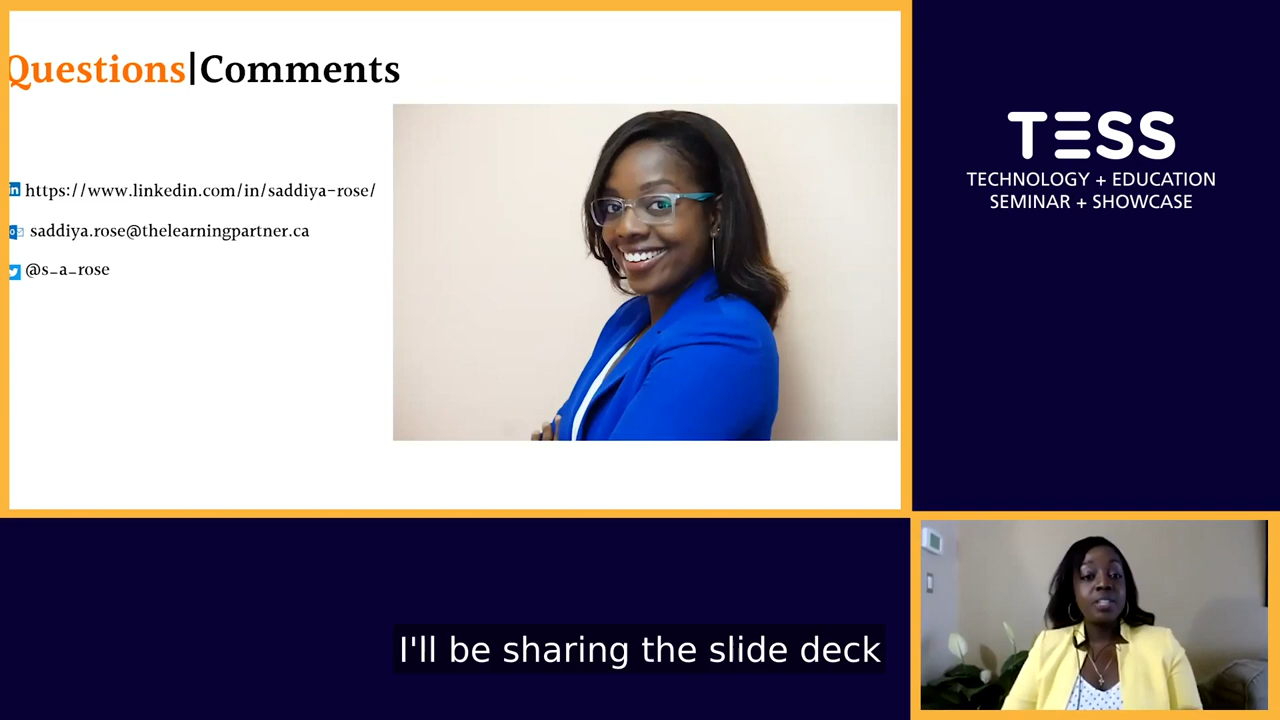 Questions|Comments
https://www.linkedin.com/in/saddiya-rose/
saddiya.rose@thelearningpartner.ca
@s_a_rose
TESS
TECHNOLOGY + EDUCATION
SEMINAR + SHOWCASE
I'll be sharing the slide deck